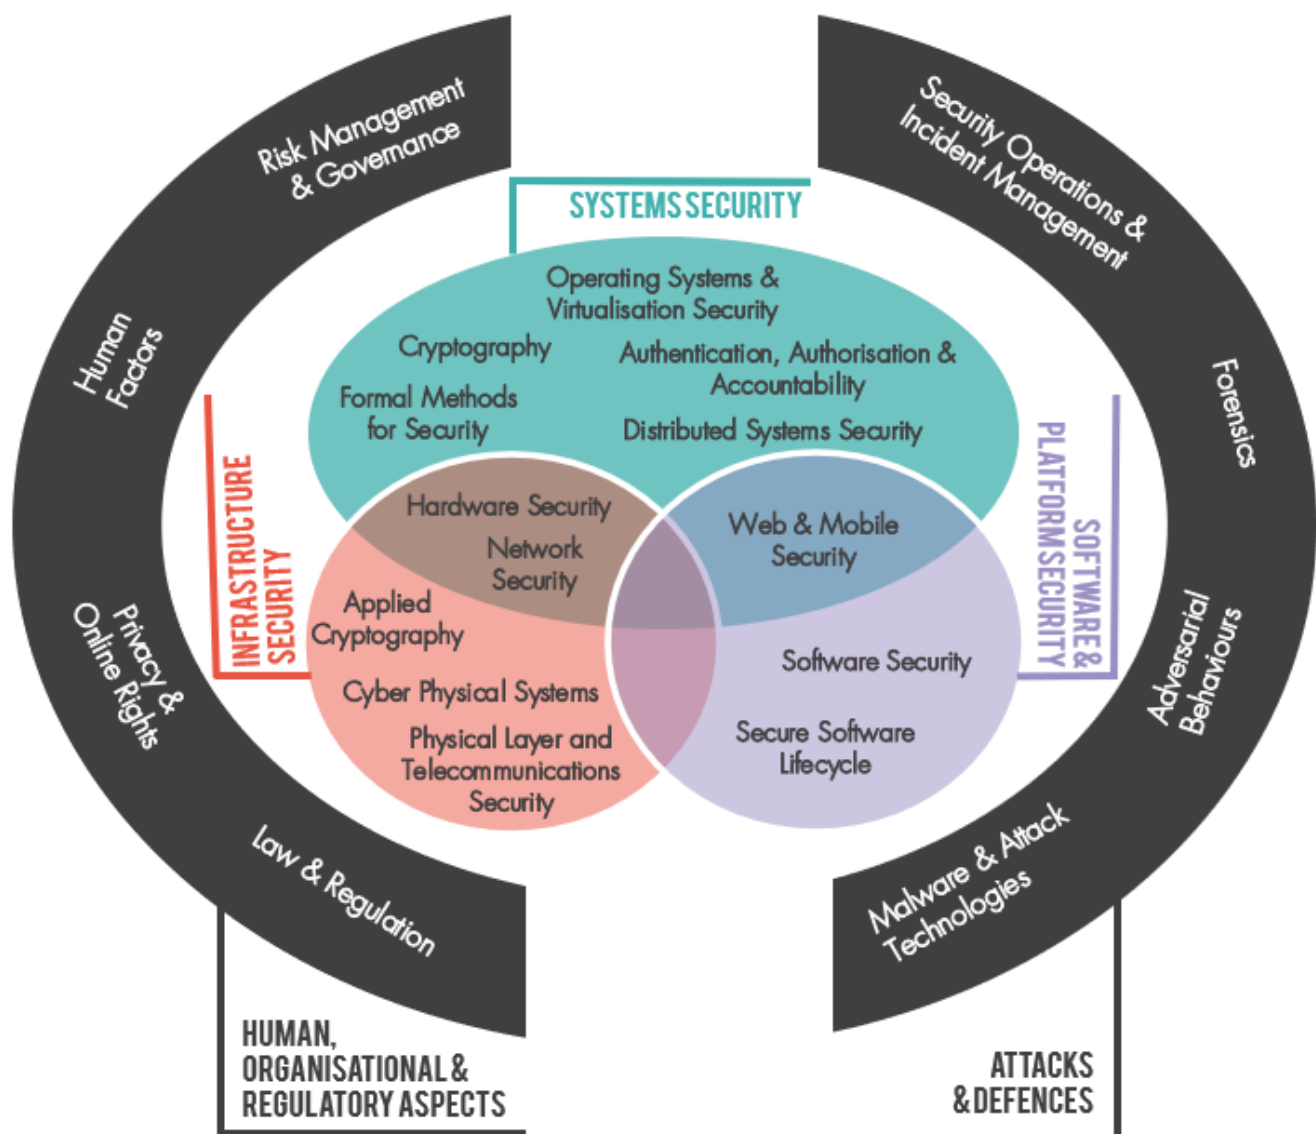 Risk Management
& Governance
Human
Factors
Privacy &
Online Rights
Law & Regulation
HUMAN,
ORGANISATIONAL &
REGULATORY ASPECTS
SYSTEMS SECURITY
Operating Systems &
Virtualisation Security
Cryptography
Authentication, Authorisation &
Accountability
Formal Methods
for Security
Distributed Systems Security
INFRASTRUCTURE
SECURITY
Hardware Security
Network
Security
Applied
Cryptography
Cyber Physical Systems
Physical Layer and
Telecommunications
Security
Web & Mobile
Security
SOFTWARE &
PLATFORM SECURITY
Software Security
Secure Software
Lifecycle
Security Operations &
Incident Management
Forensics
Adversarial
Behaviours
Malware & Attack
Technologies
ATTACKS
& DEFENCES